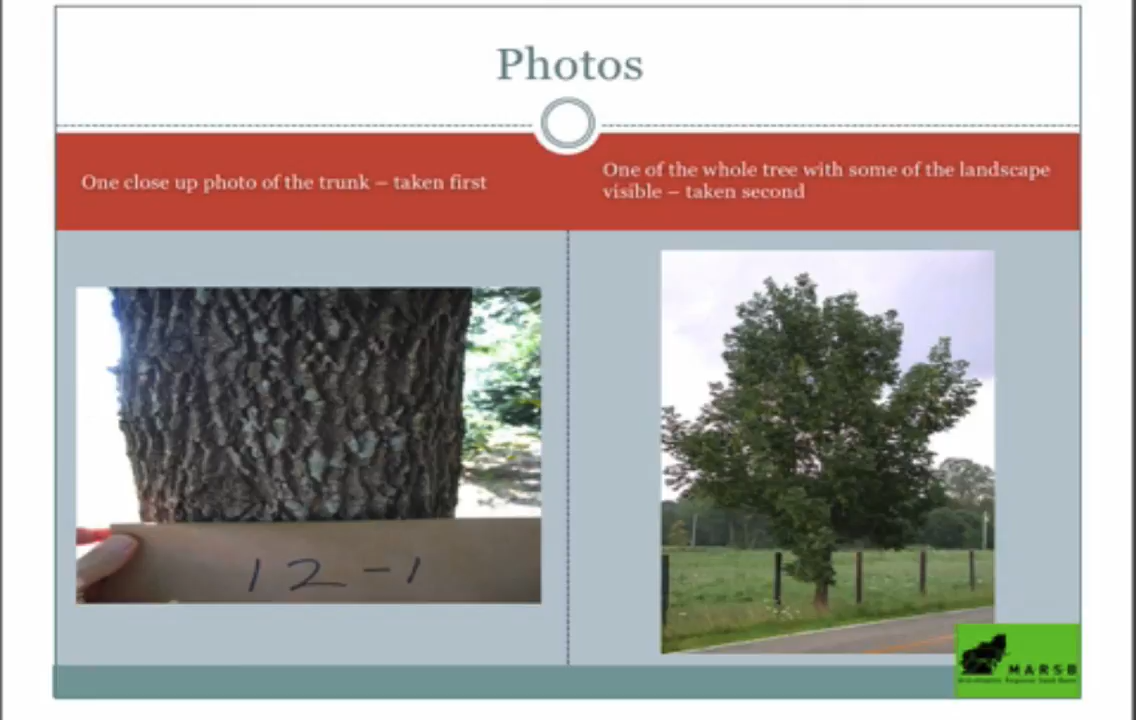 Photos
One close up photo of the trunk – taken first
One of the whole tree with some of the landscape
visible – taken second
12-1
MARSB